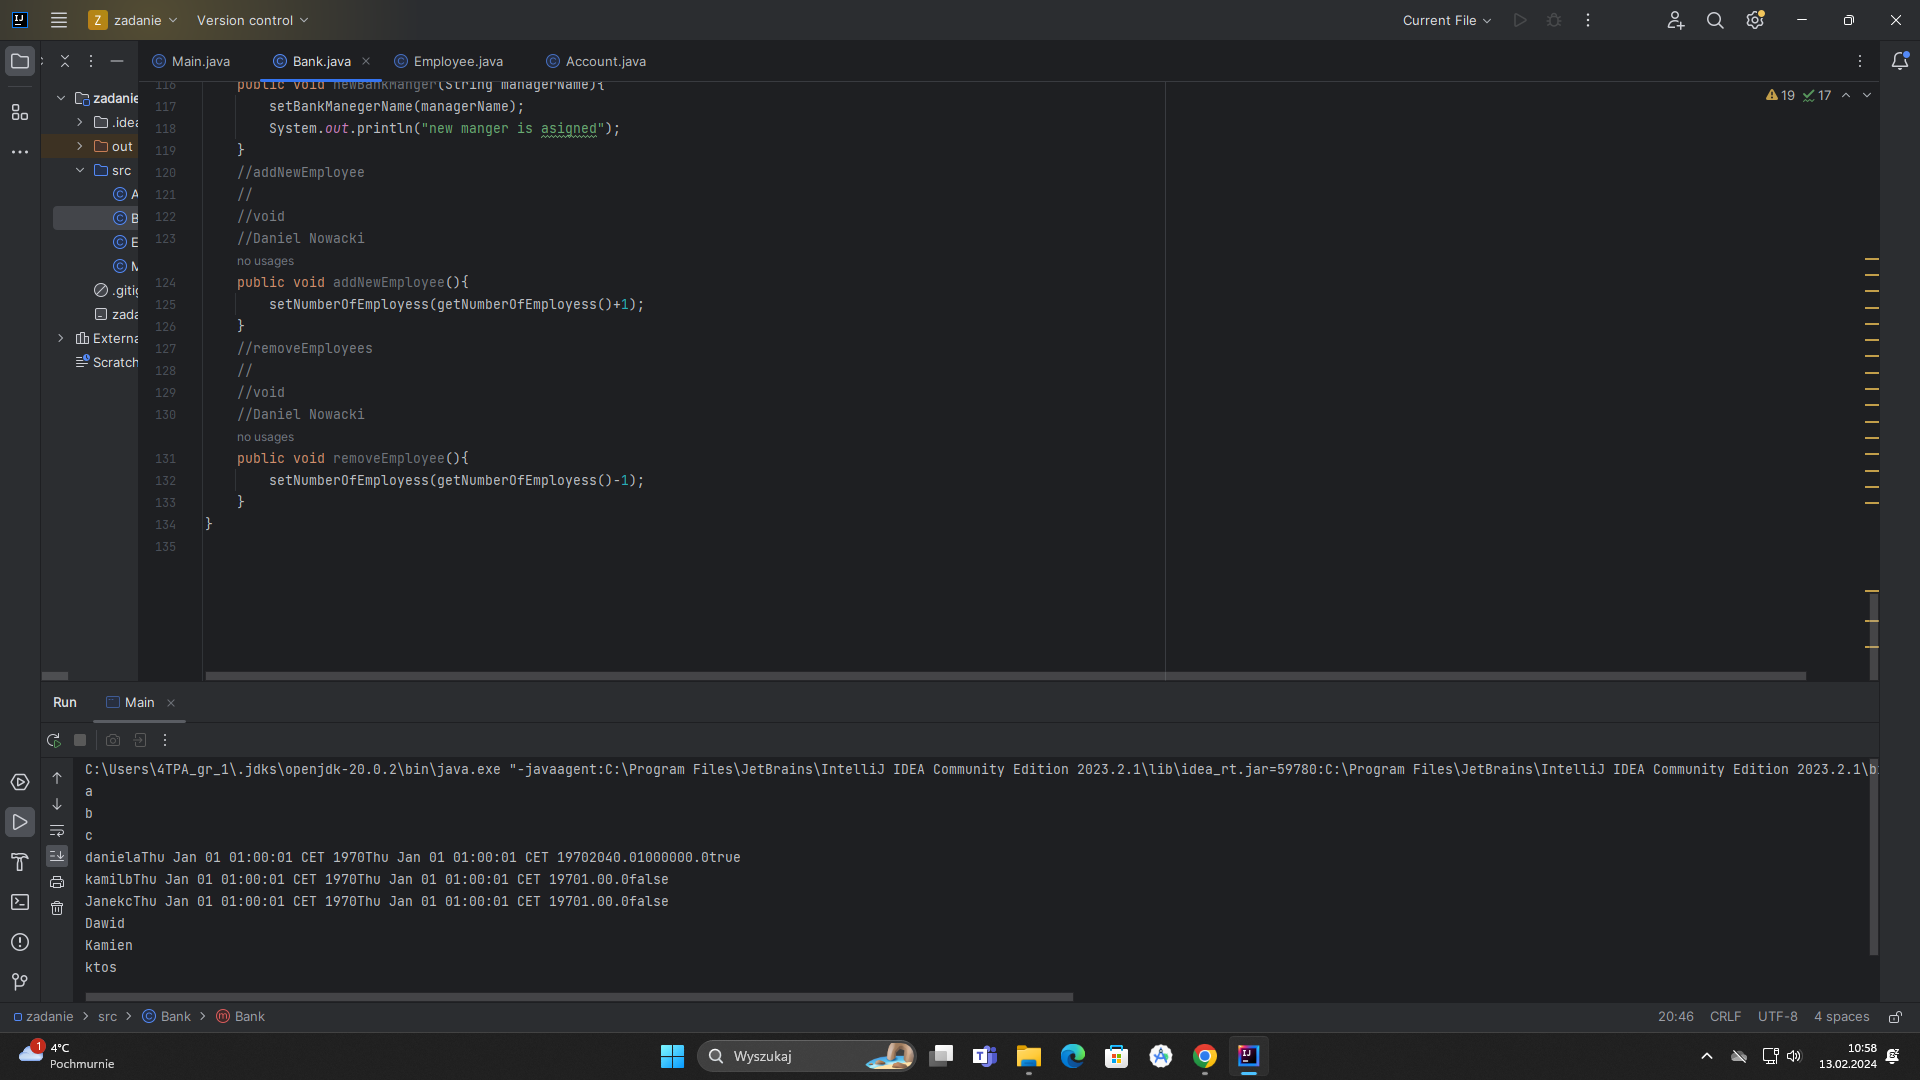 Z zadanie Version control Current File
Main.java Bank.java Employee.java Account.java
zadanie
.idea
out
src
A
B
E
M
.gitig
zada
Externa
Scratch
19 17
116 public void newBankManger(String managerName){
117 setBankManegerName(managerName);
118 System.out.println("new manger is asigned");
119 }
120 //addNewEmployee
121 //
122 //void
123 //Daniel Nowacki
no usages
124 public void addNewEmployee(){
125 setNumberOfEmployess(getNumberOfEmployess()+1);
126 }
127 //removeEmployees
128 //
129 //void
130 //Daniel Nowacki
no usages
131 public void removeEmployee(){
132 setNumberOfEmployess(getNumberOfEmployess()-1);
133 }
134 }
135
Run Main
C:\Users\4TPA_gr_1\.jdks\openjdk-20.0.2\bin\java.exe "-javaagent:C:\Program Files\JetBrains\IntelliJ IDEA Community Edition 2023.2.1\lib\idea_rt.jar=59780:C:\Program Files\JetBrains\IntelliJ IDEA Community Edition 2023.2.1\b
a
b
c
danielaThu Jan 01 01:00:01 CET 1970Thu Jan 01 01:00:01 CET 19702040.01000000.0true
kamilbThu Jan 01 01:00:01 CET 1970Thu Jan 01 01:00:01 CET 19701.00.0false
JanekcThu Jan 01 01:00:01 CET 1970Thu Jan 01 01:00:01 CET 19701.00.0false
Dawid
Kamien
ktos
zadanie > src > Bank > Bank 20:46 CRLF UTF-8 4 spaces
1 4°C
Pochmurnie
Wyszukaj
10:58
13.02.2024